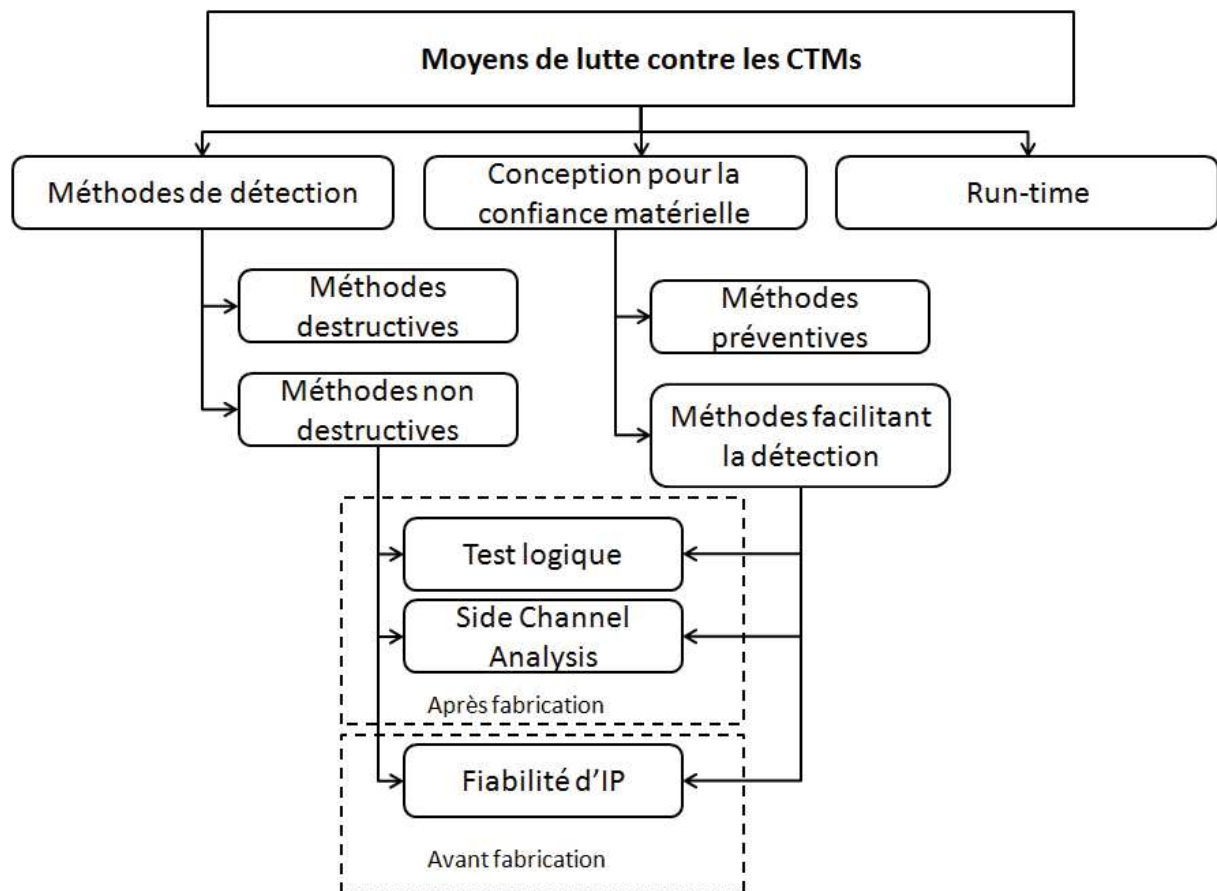 Moyens de lutte contre les CTMs
Méthodes de détection
Conception pour la
confiance matérielle
Run-time
Méthodes
destructives
Méthodes
préventives
Méthodes non
destructives
Méthodes facilitant
la détection
Test logique
Side Channel
Analysis
Après fabrication
Fiabilité d'IP
Avant fabrication